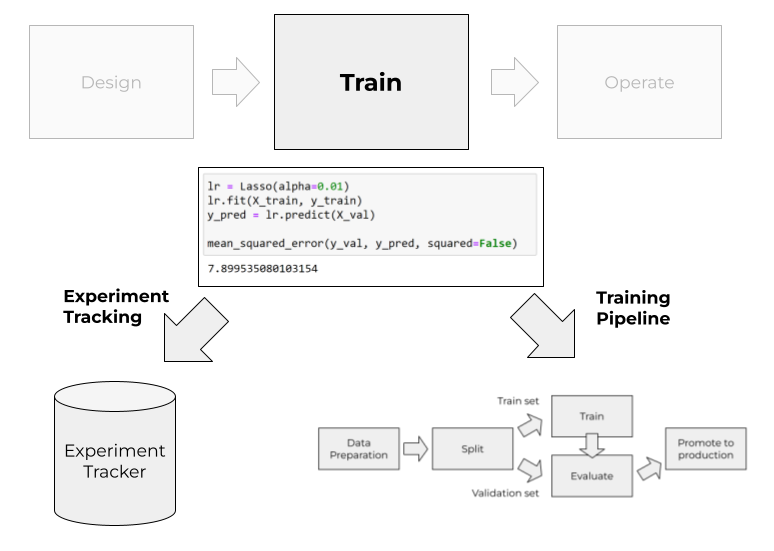 Design
Train
Operate
lr = Lasso(alpha=0.01)
lr.fit(X_train, y_train)
y_pred = lr.predict(X_val)
mean_squared_error(y_val, y_pred, squared=False)
7.899535080103154
Experiment
Tracking
Training
Pipeline
Experiment
Tracker
Data
Preparation
Split
Train set
Validation set
Train
Evaluate
Promote to
production